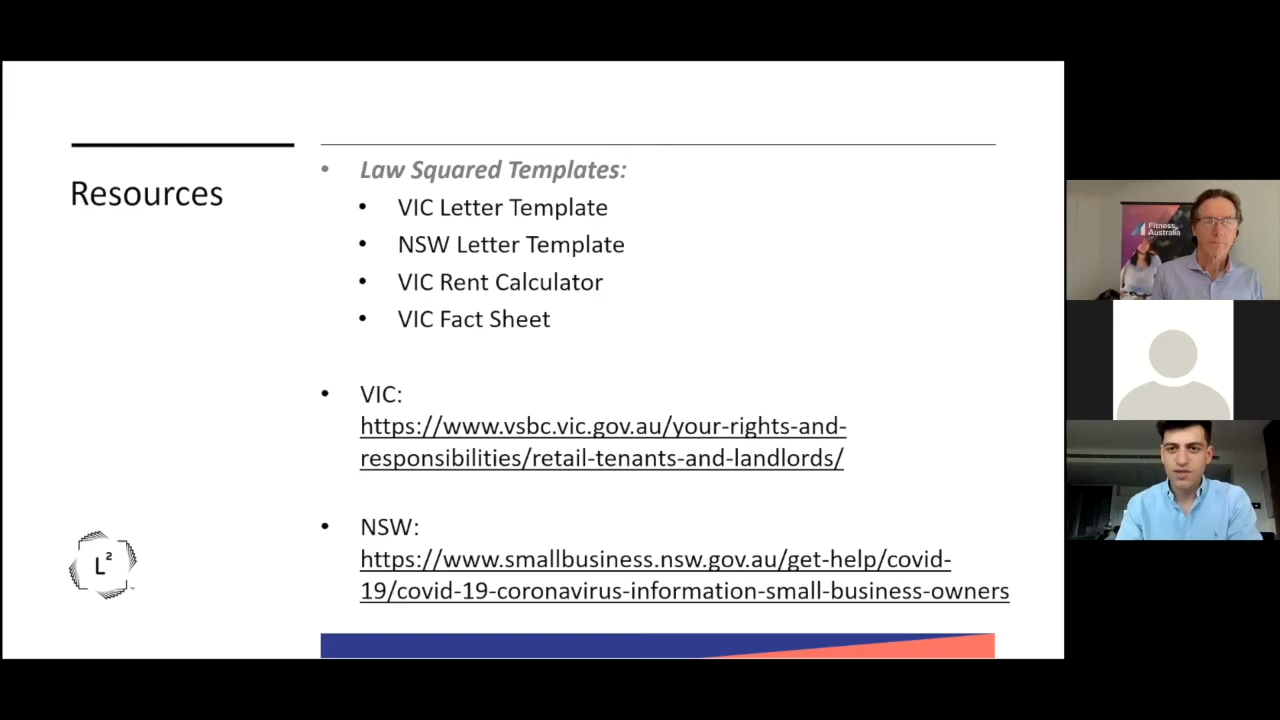 Resources
Law Squared Templates:
VIC Letter Template
NSW Letter Template
VIC Rent Calculator
VIC Fact Sheet
VIC:
https://www.vsbc.vic.gov.au/your-rights-and-
responsibilities/retail-tenants-and-landlords/
NSW:
https://www.smallbusiness.nsw.gov.au/get-help/covid-
19/covid-19-coronavirus-information-small-business-owners
L²
Fitness
Australia